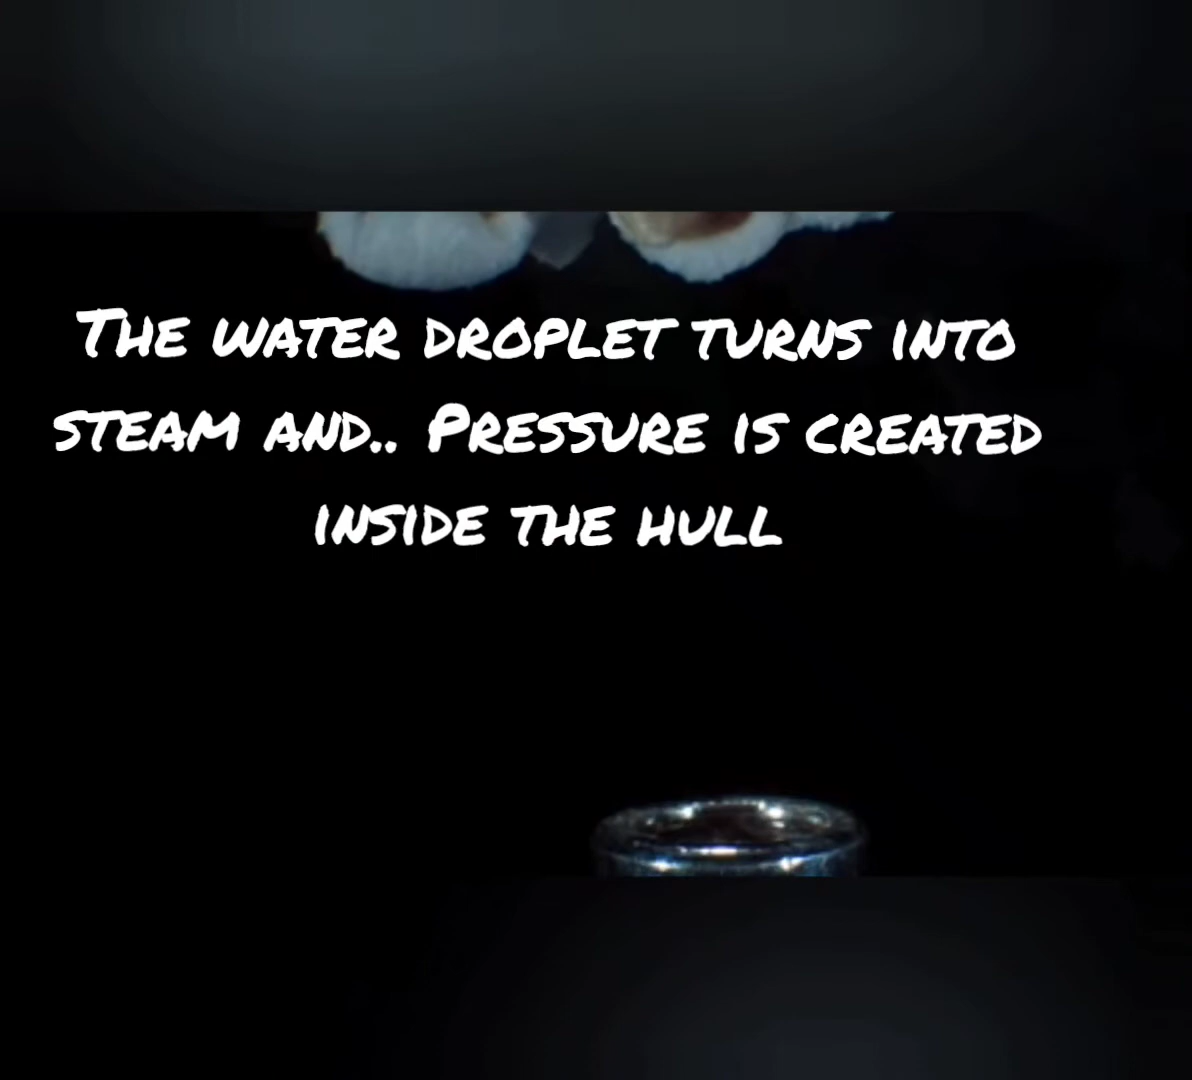 The water droplet turns into
steam and.. Pressure is created
inside the hull